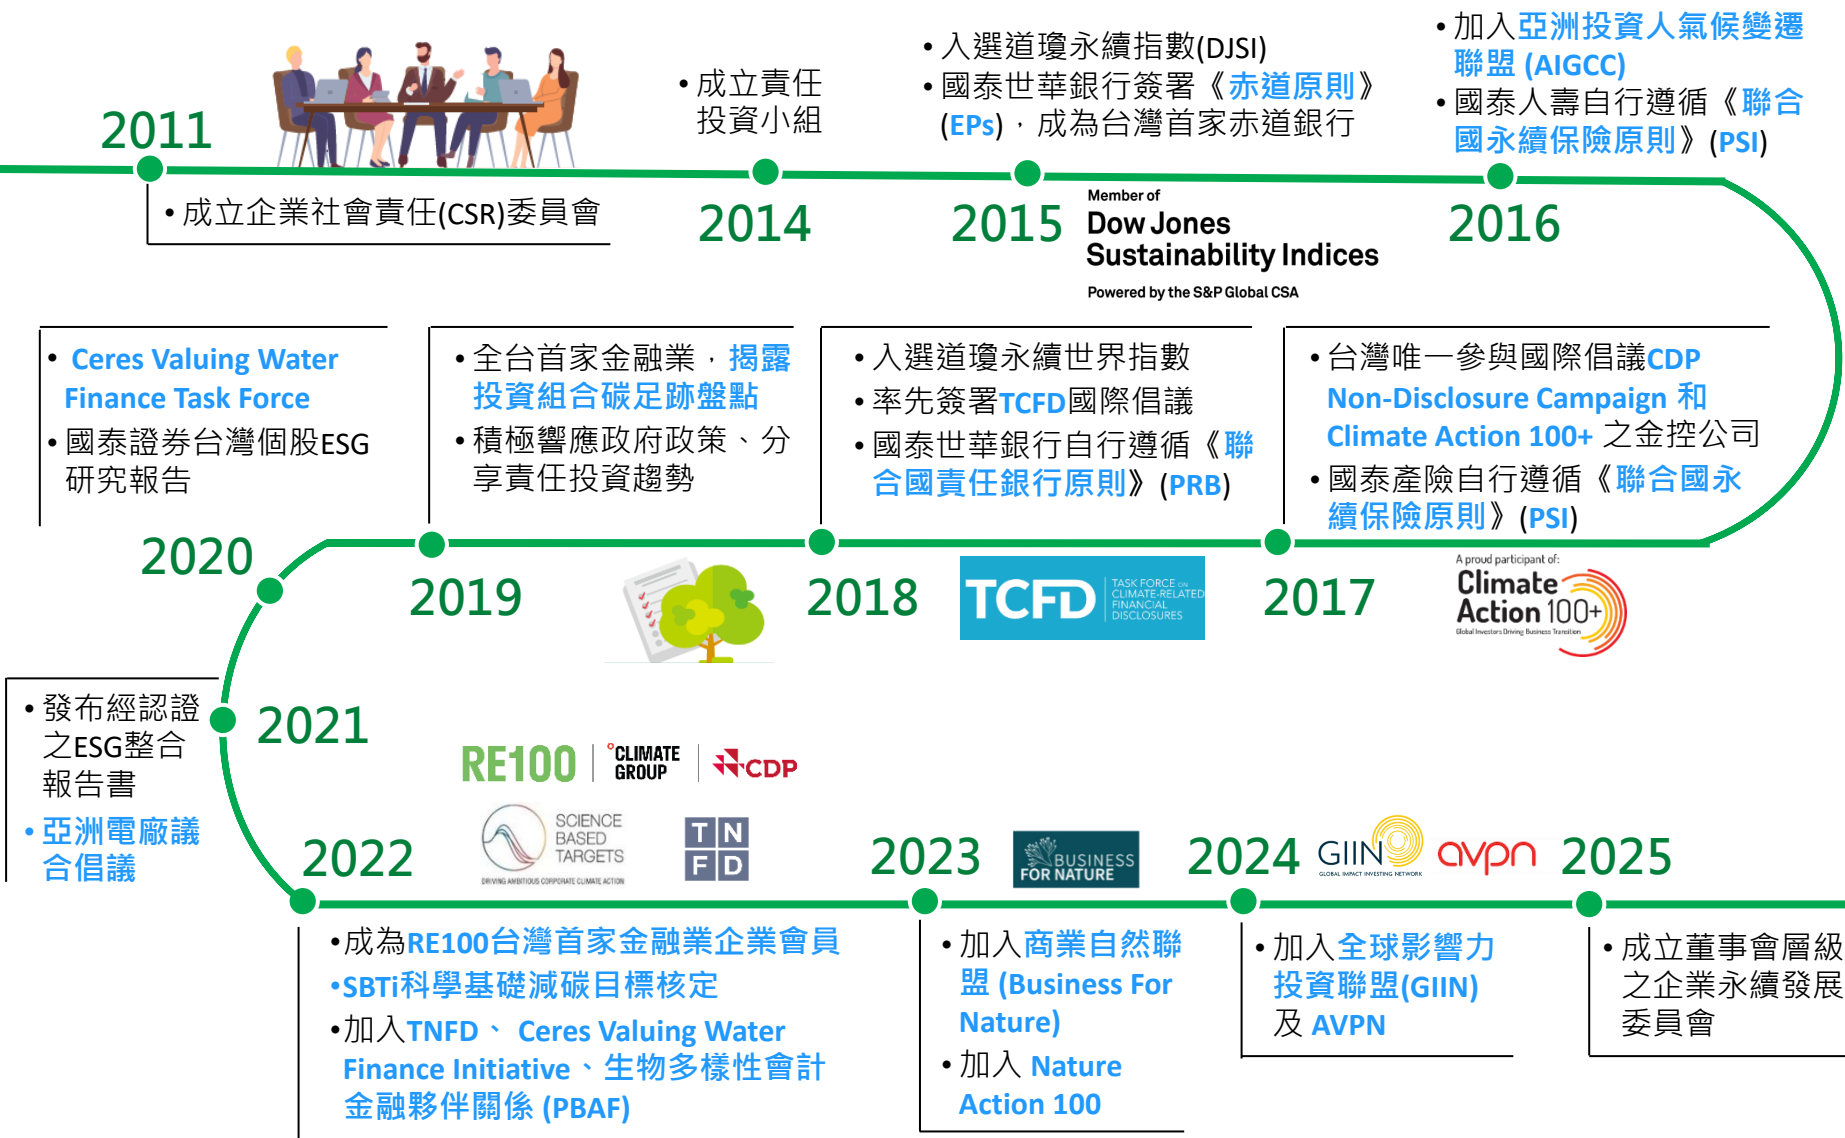 2011
• 成立企業社會責任(CSR)委員會
• 成立責任
投資小組
2014
• 入選道瓊永續指數(DJSI)
• 國泰世華銀行簽署《赤道原則》
(EPs)，成為台灣首家赤道銀行
2015
Member of
Dow Jones
Sustainability Indices
Powered by the S&P Global CSA
• 加入亞洲投資人氣候變遷
聯盟 (AIGCC)
• 國泰人壽自行遵循《聯合
國永續保險原則》(PSI)
2016
• 台灣唯一參與國際倡議CDP
Non-Disclosure Campaign 和
Climate Action 100+ 之金控公司
• 國泰產險自行遵循《聯合國永
續保險原則》(PSI)
2017
A proud participant of:
Climate
Action 100+
Global Investors Driving Business Transition
• 入選道瓊永續世界指數
• 率先簽署TCFD國際倡議
• 國泰世華銀行自行遵循《聯
合國責任銀行原則》(PRB)
2018
TCFD
TASK FORCE ON
CLIMATE-RELATED
FINANCIAL
DISCLOSURES
• 全台首家金融業，揭露
投資組合碳足跡盤點
• 積極響應政府政策、分
享責任投資趨勢
2019
• Ceres Valuing Water
Finance Task Force
• 國泰證券台灣個股ESG
研究報告
2020
• 發布經認證
之ESG整合
報告書
• 亞洲電廠議
合倡議
2021
RE100
°CLIMATE
GROUP
CDP
SCIENCE
BASED
TARGETS
DRIVING AMBITIOUS CORPORATE CLIMATE ACTION
TN
FD
2022
•成為RE100台灣首家金融業企業會員
•SBTi科學基礎減碳目標核定
•加入TNFD、 Ceres Valuing Water
Finance Initiative、生物多樣性會計
金融夥伴關係 (PBAF)
2023
BUSINESS
FOR NATURE
• 加入商業自然聯
盟 (Business For
Nature)
• 加入 Nature
Action 100
2024
GIIN
GLOBAL IMPACT INVESTING NETWORK
avpn
• 加入全球影響力
投資聯盟(GIIN)
及 AVPN
2025
• 成立董事會層級
之企業永續發展
委員會